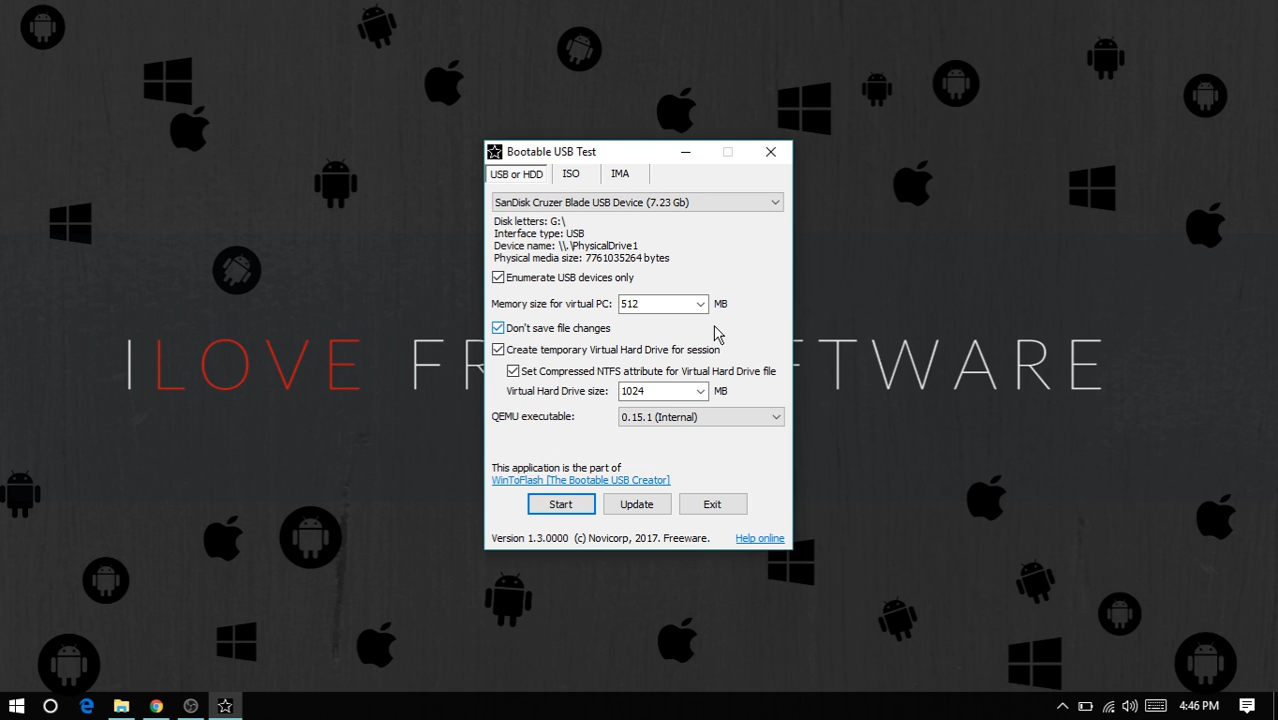 Bootable USB Test
USB or HDD ISO IMA
SanDisk Cruzer Blade USB Device (7.23 Gb)
Disk letters: G:\
Interface type: USB
Device name: \\.\PhysicalDrive1
Physical media size: 7761035264 bytes
Enumerate USB devices only
Memory size for virtual PC: 512 MB
Don't save file changes
Create temporary Virtual Hard Drive for session
I LOVE FR SOFTWARE
Set Compressed NTFS attribute for Virtual Hard Drive file
Virtual Hard Drive size: 1024 MB
QEMU executable: 0.15.1 (Internal)
This application is the part of
WinToFlash [The Bootable USB Creator]
Start Update Exit
Version 1.3.0000 (c) Novicorp, 2017. Freeware. Help online
4:46 PM